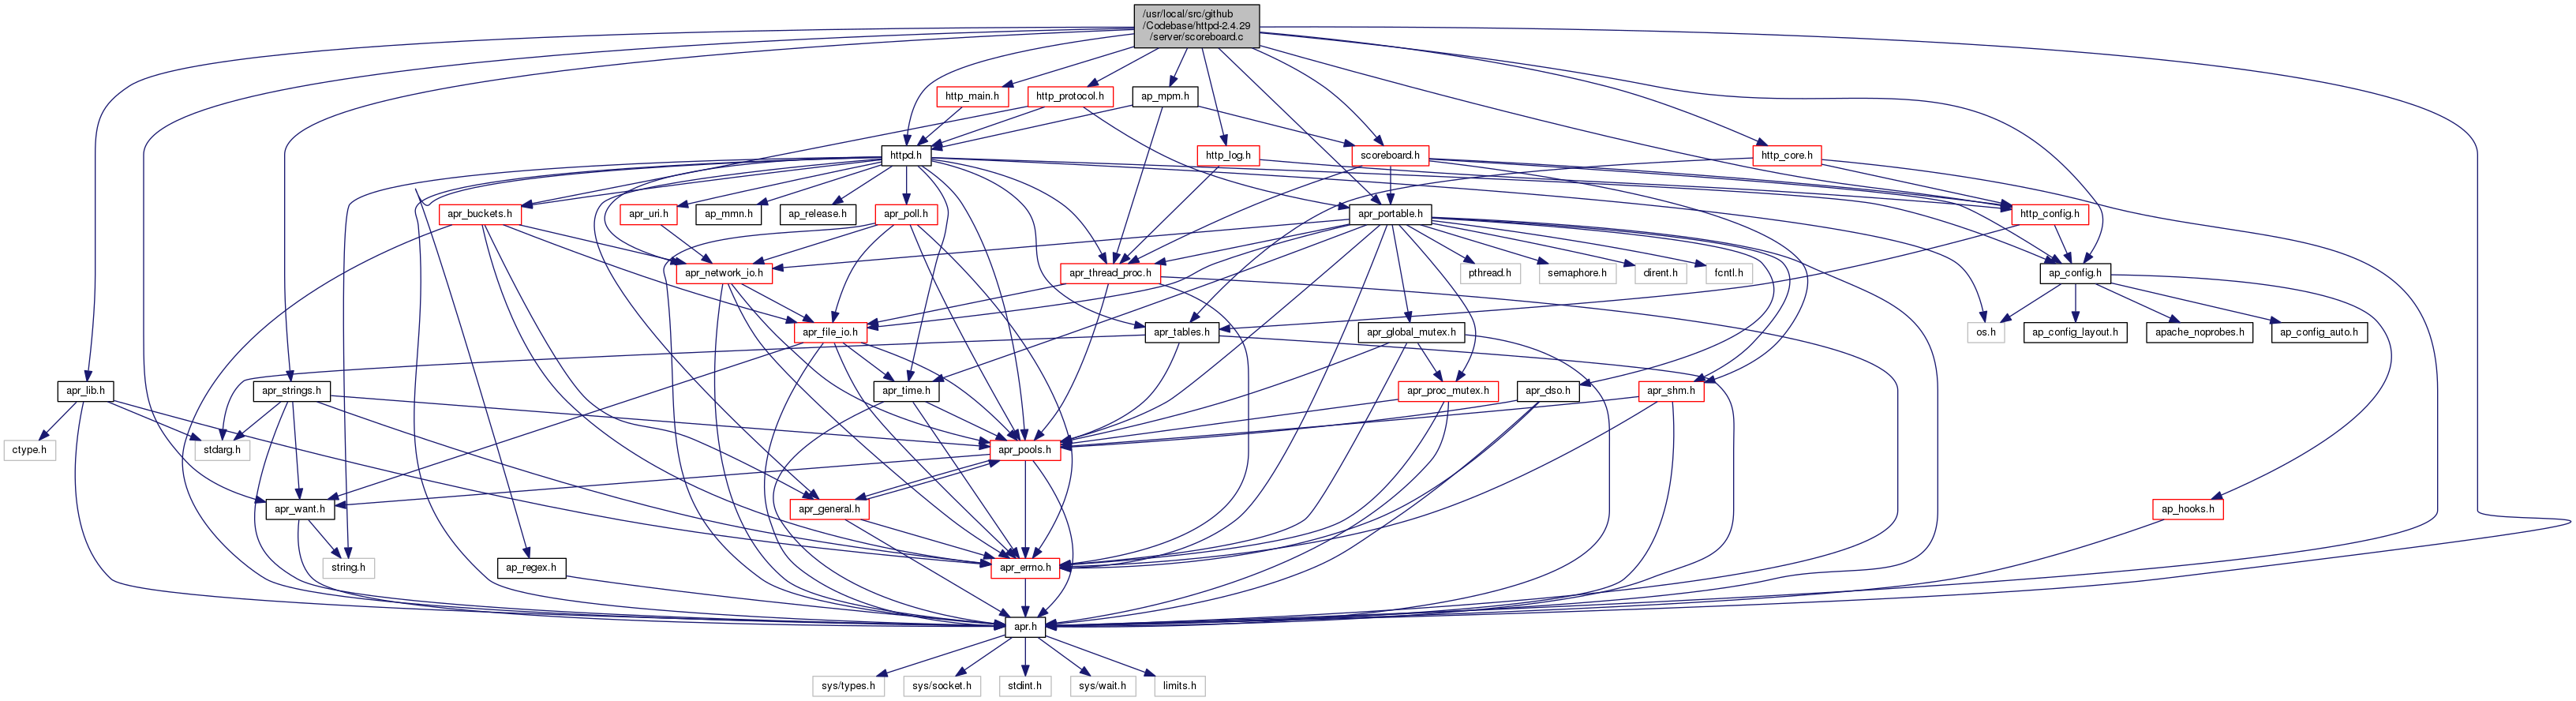 /usr/local/src/github
/Codebase/httpd-2.4.29
/server/scoreboard.c
http_main.h
http_protocol.h
ap_mpm.h
httpd.h
http_log.h
scoreboard.h
http_core.h
apr_buckets.h
apr_uri.h
ap_mmn.h
ap_release.h
apr_poll.h
apr_portable.h
http_config.h
apr_network_io.h
apr_thread_proc.h
pthread.h
semaphore.h
dirent.h
fcntl.h
ap_config.h
apr_file_io.h
apr_tables.h
apr_global_mutex.h
os.h
ap_config_layout.h
apache_noprobes.h
ap_config_auto.h
apr_lib.h
apr_strings.h
apr_time.h
apr_proc_mutex.h
apr_dso.h
apr_shm.h
ctype.h
stdarg.h
apr_pools.h
apr_want.h
apr_general.h
ap_hooks.h
string.h
ap_regex.h
apr_errno.h
apr.h
sys/types.h
sys/socket.h
stdint.h
sys/wait.h
limits.h